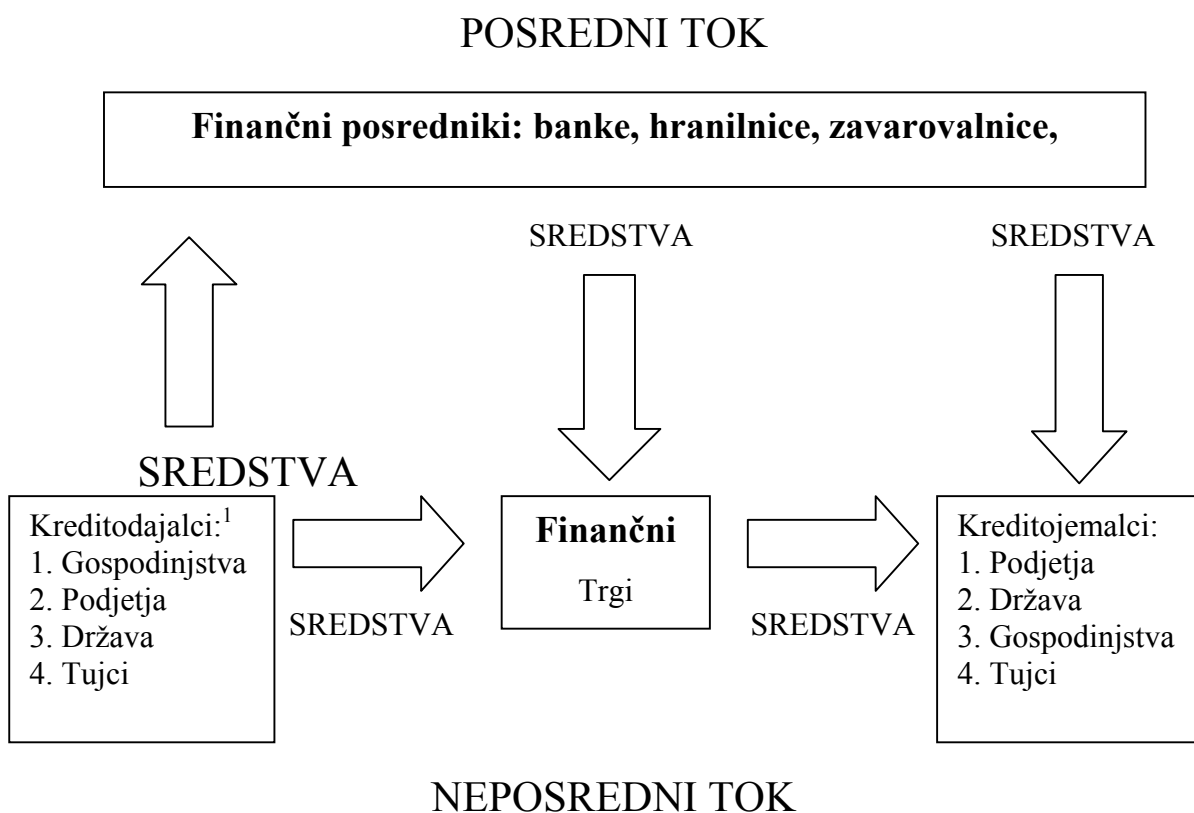 POSREDNI TOK
Finančni posredniki: banke, hranilnice, zavarovalnice,
SREDSTVA
SREDSTVA
SREDSTVA
Kreditodajalci:¹
1. Gospodinjstva
2. Podjetja
3. Država
4. Tujci
SREDSTVA
Finančni
Trgi
SREDSTVA
Kreditojemalci:
1. Podjetja
2. Država
3. Gospodinjstva
4. Tujci
NEPOSREDNI TOK